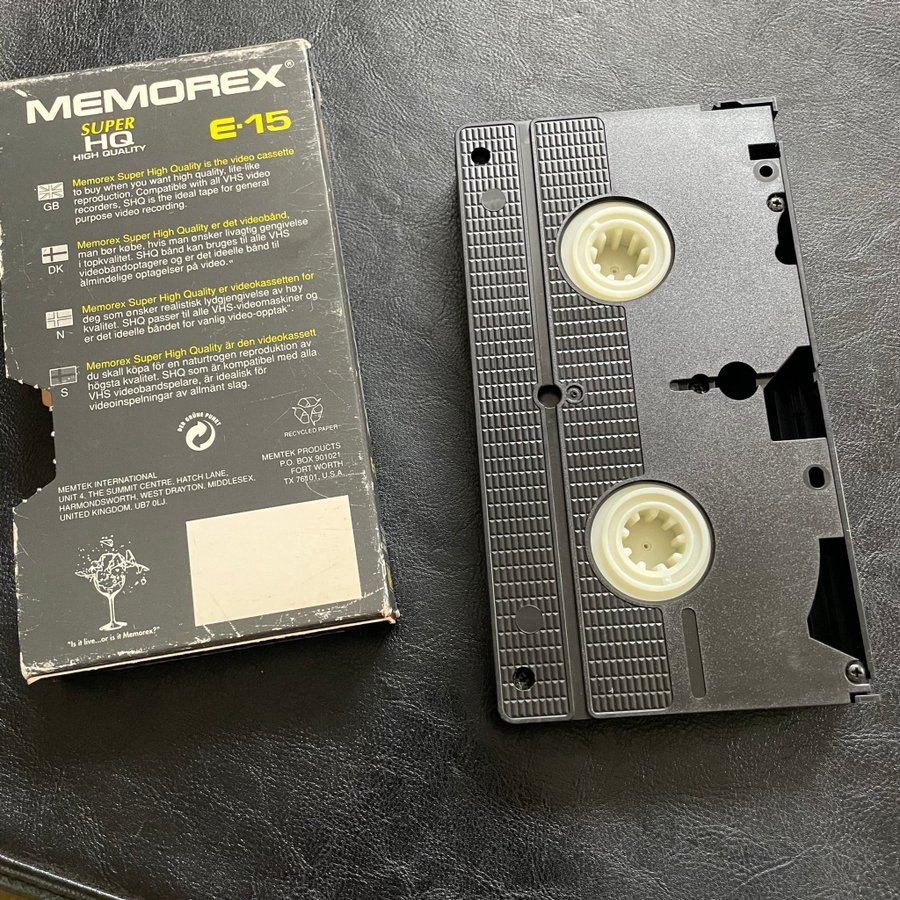 MEMOREX®
SUPER
HQ
HIGH QUALITY
E-15
GB
Memorex Super High Quality is the video cassette
to buy when you want high quality, life-like
reproduction. Compatible with all VHS video
recorders, SHQ is the ideal tape for general
purpose video recording.
DK
Memorex Super High Quality er det videobånd,
man bør købe, hvis man ønsker livagtig gengivelse
i topkvalitet. SHQ bånd kan bruges til alle VHS
videobåndoptagere og er det ideelle bånd til
almindelige optagelser på video."
N
Memorex Super High Quality er videokassetten for
deg som ønsker realistisk lydgjengivelse av høy
kvalitet. SHQ passer til alle VHS-videomaskiner og
er det ideelle båndet for vanlig video-opptak".
S
Memorex Super High Quality är den videokassett
du skall köpa för en naturtrogen reproduktion av
högsta kvalitet. SHQ som är kompatibel med alla
VHS videobandspelare, är idealisk för
videoinspelningar av allmänt slag.
DER GRÜNE PUNKT
RECYCLED PAPER
MEMTEK INTERNATIONAL
UNIT 4, THE SUMMIT CENTRE, HATCH LANE,
HARMONDSWORTH, WEST DRAYTON, MIDDLESEX.
UNITED KINGDOM. UB7 0LJ.
MEMTEK PRODUCTS
P.O. BOX 901021
FORT WORTH
TX 76101, U.S.A.
"Is it live...or is it Memorex?"